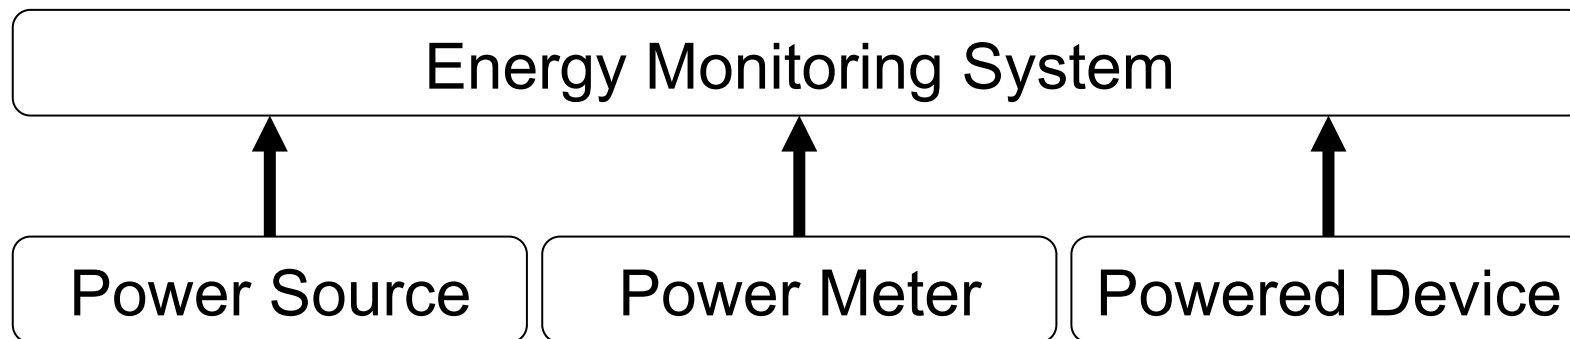 Energy Monitoring System
Power Source
Power Meter
Powered Device